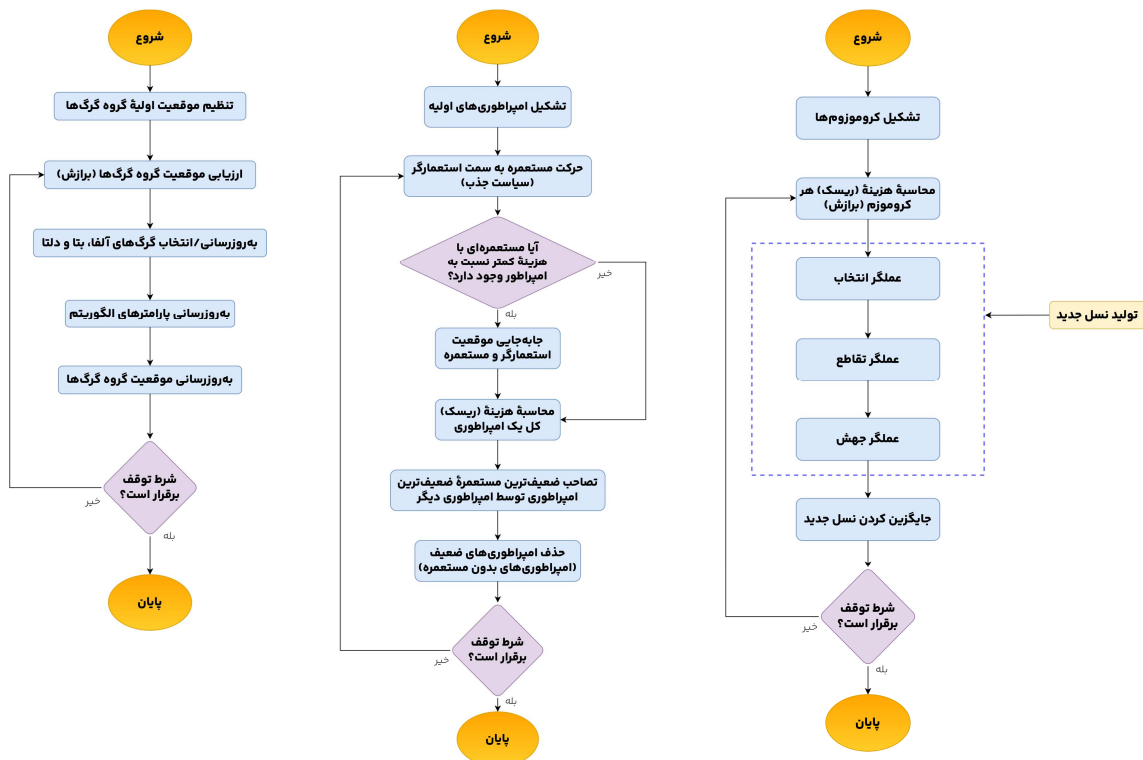 شروع
تشکیل کروموزوم‌ها
محاسبهٔ هزینهٔ (ریسک) هر
کروموزم (برازش)
عملگر انتخاب
عملگر تقاطع
عملگر جهش
تولید نسل جدید
جایگزین کردن نسل جدید
شرط توقف
برقرار است؟
خیر
بله
پایان
شروع
تشکیل امپراطوری‌های اولیه
حرکت مستعمره به سمت استعمارگر
(سیاست جذب)
آیا مستعمره‌ای با
هزینهٔ کمتر نسبت به
امپراطور وجود دارد؟
خیر
بله
جابه‌جایی موقعیت
استعمارگر و مستعمره
محاسبهٔ هزینهٔ (ریسک)
کل یک امپراطوری
تصاحب ضعیف‌ترین مستعمرهٔ ضعیف‌ترین
امپراطوری توسط امپراطوری دیگر
حذف امپراطوری‌های ضعیف
(امپراطوری‌های بدون مستعمره)
شرط توقف
برقرار است؟
خیر
بله
پایان
شروع
تنظیم موقعیت اولیهٔ گروه گرگ‌ها
ارزیابی موقعیت گروه گرگ‌ها (برازش)
به‌روزرسانی/انتخاب گرگ‌های آلفا، بتا و دلتا
به‌روزرسانی پارامترهای الگوریتم
به‌روزرسانی موقعیت گروه گرگ‌ها
شرط توقف
برقرار است؟
خیر
بله
پایان